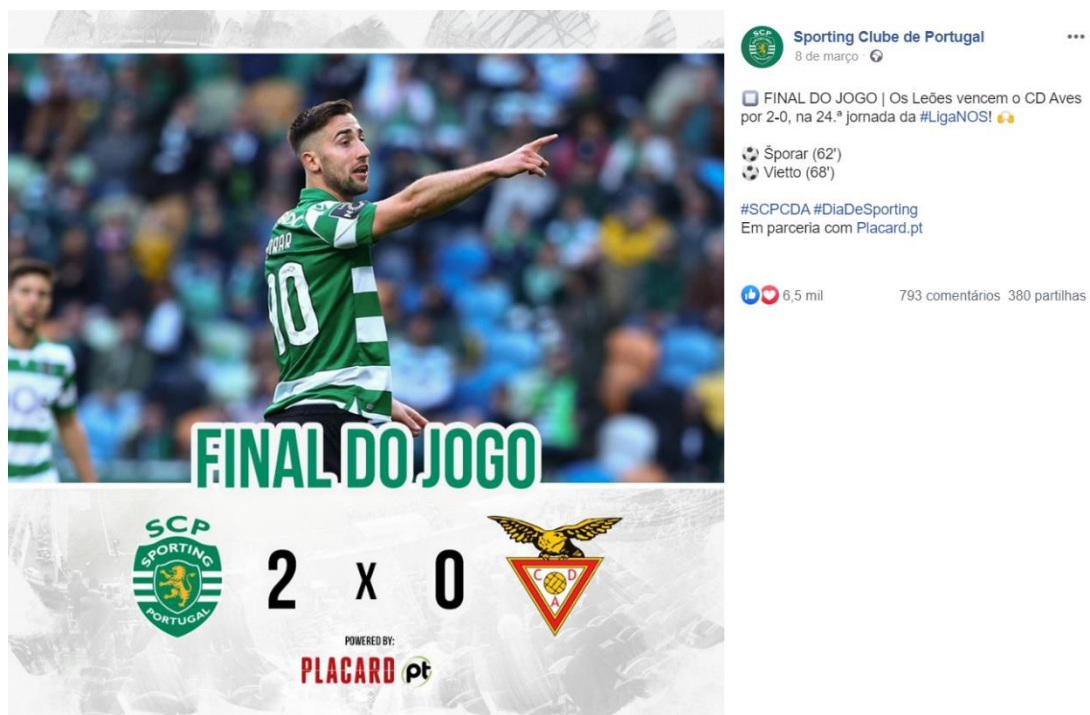 FINAL DO JOGO
SCP
SPORTING
PORTUGAL
2 x 0
C D
A
POWERED BY:
PLACARD pt
90
Sporting Clube de Portugal
8 de março
FINAL DO JOGO | Os Leões vencem o CD Aves
por 2-0, na 24.ª jornada da #LigaNOS! 🙌
⚽ Šporar (62')
⚽ Vietto (68')
#SCPCDA #DiaDeSporting
Em parceria com Placard.pt
6,5 mil
793 comentários 380 partilhas